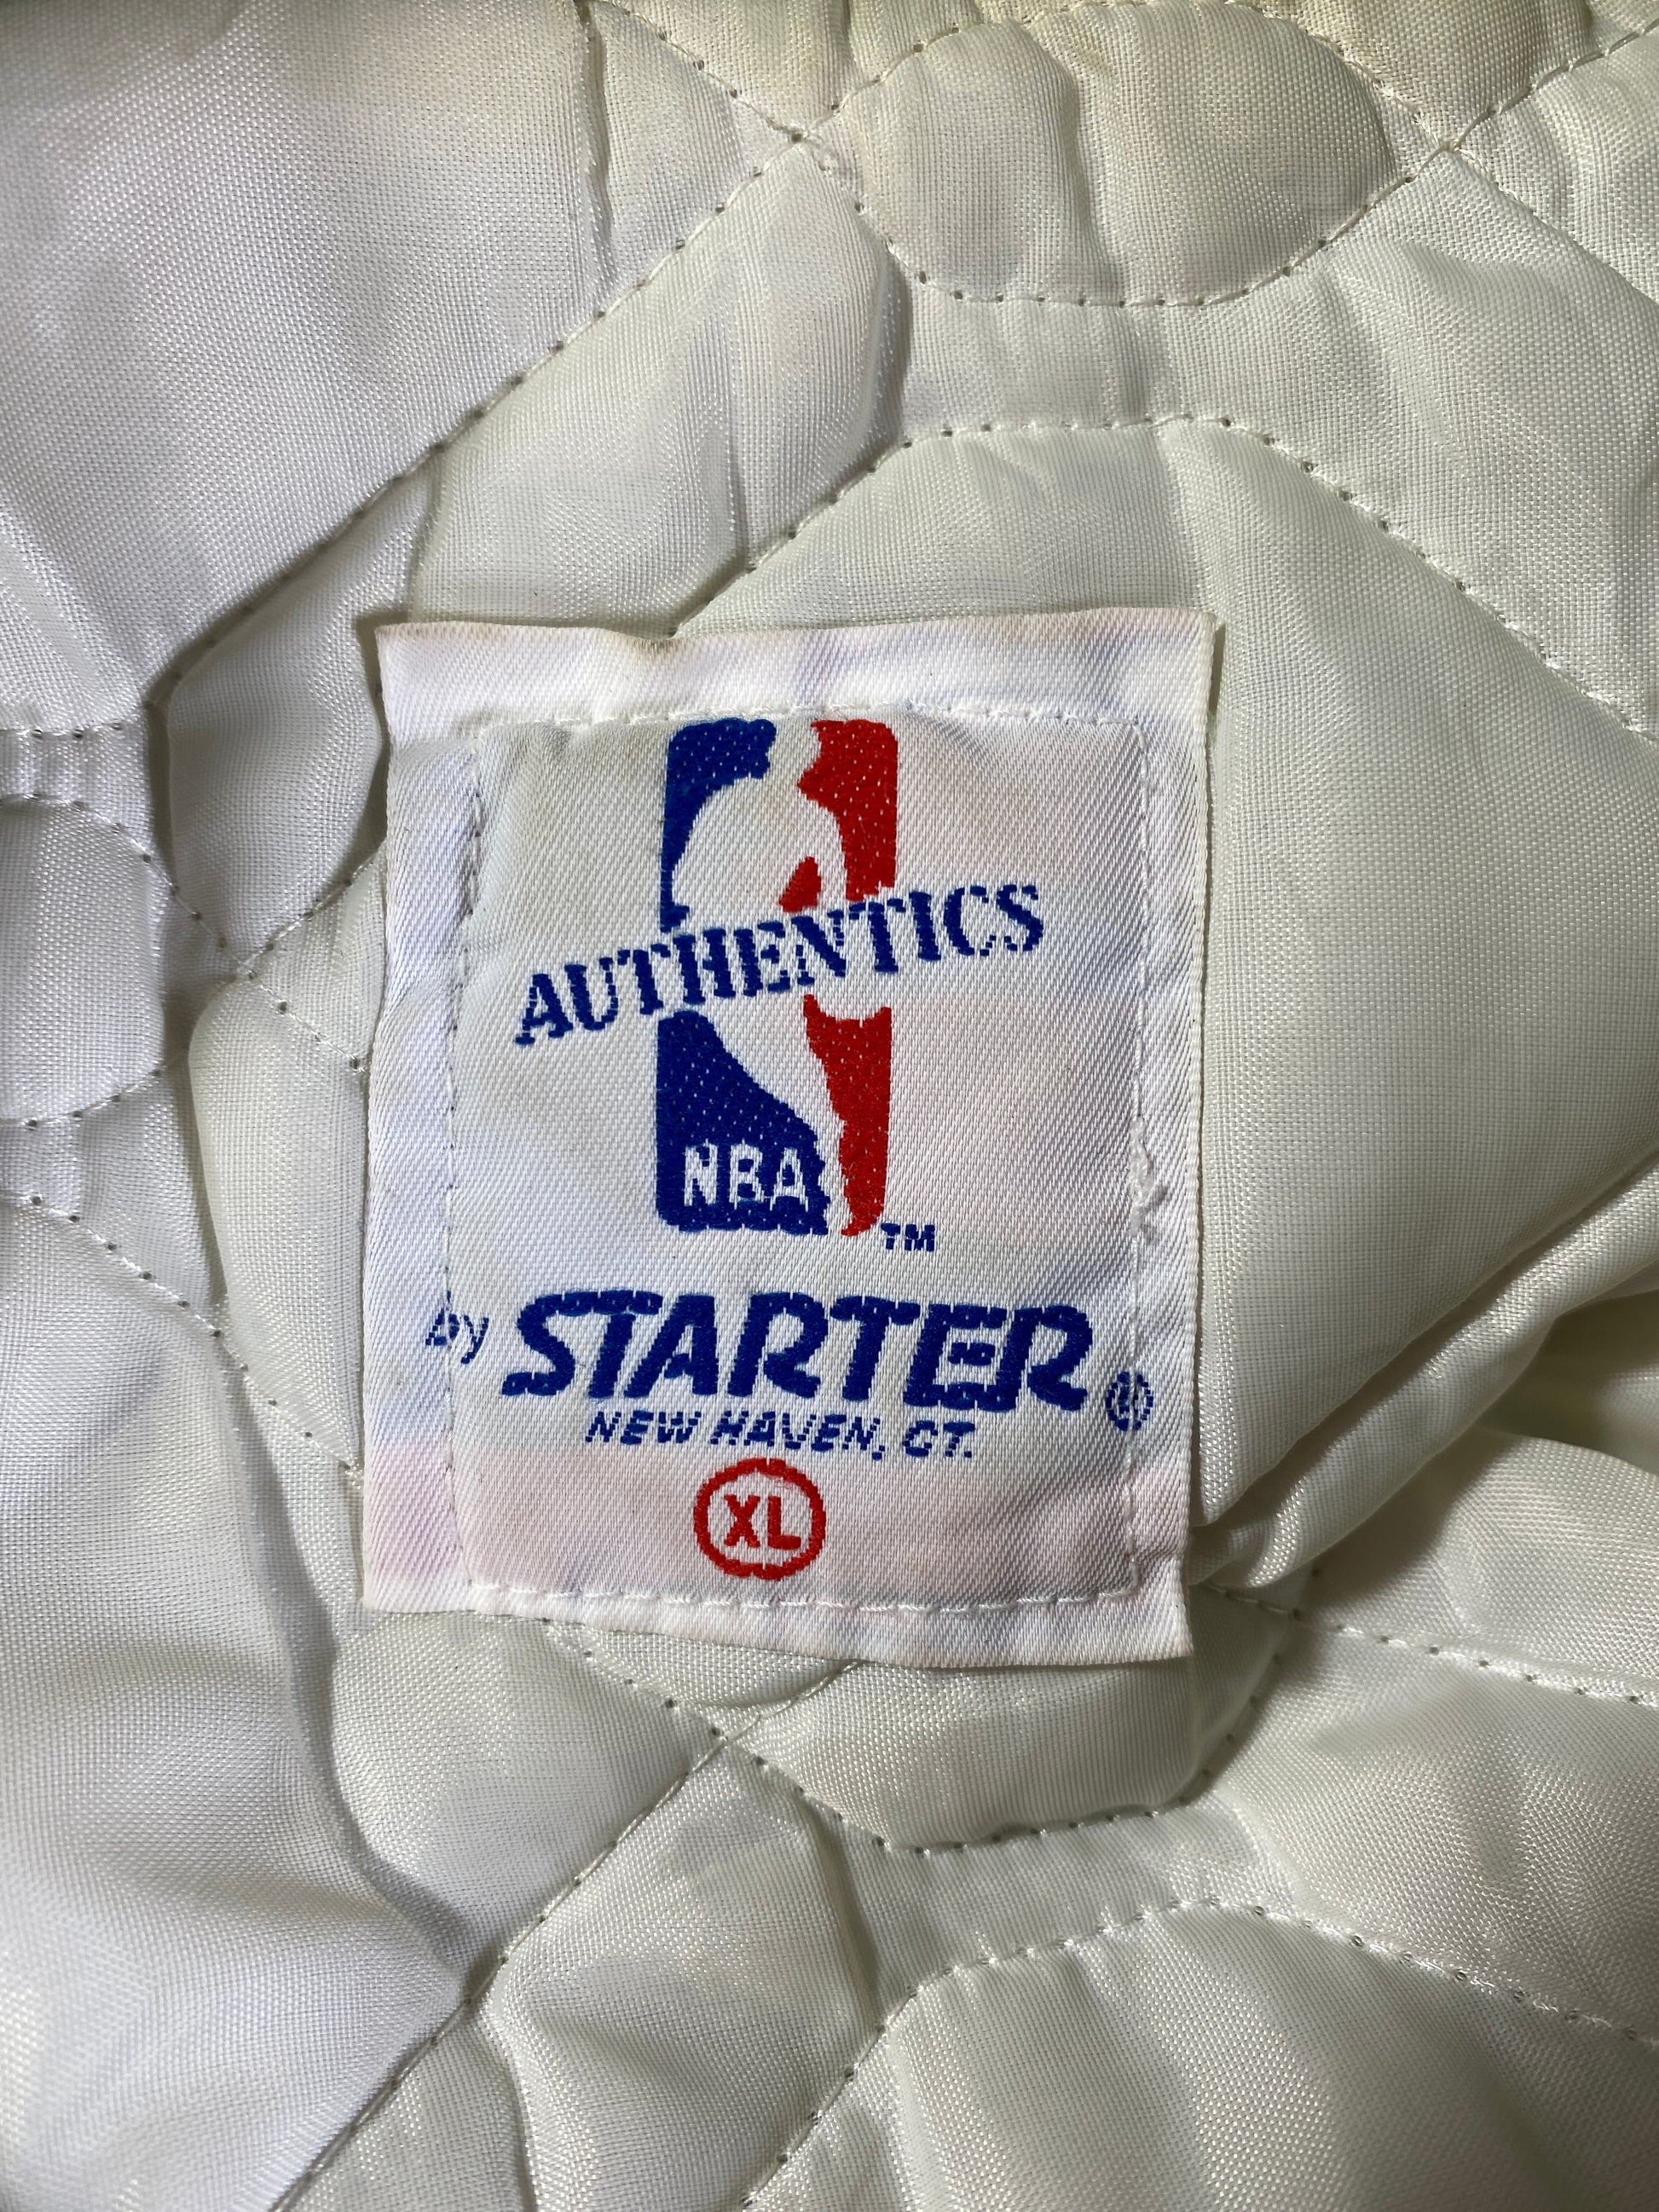 AUTHENTICS
NBA TM
by STARTER ®
NEW HAVEN, CT.
XL